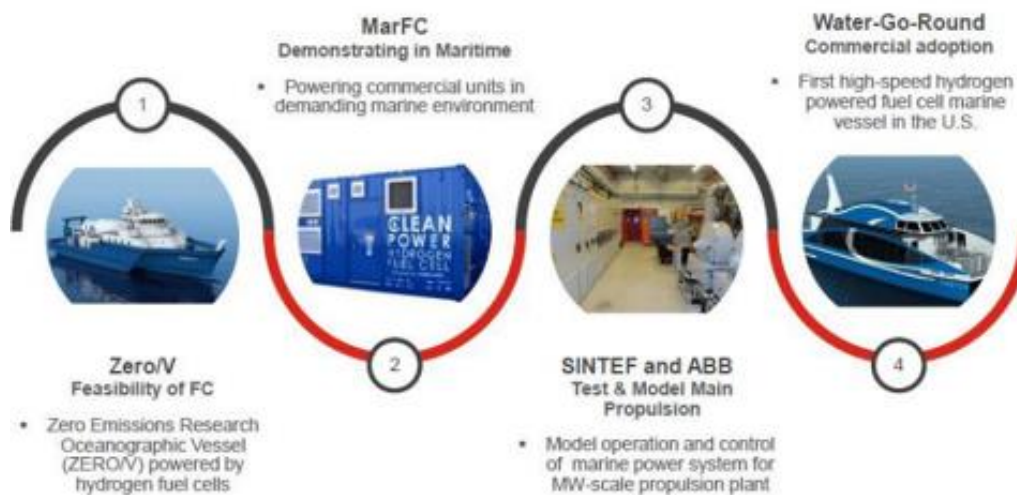 1
Zero/V
Feasibility of FC
▪ Zero Emissions Research
Oceanographic Vessel
(ZERO/V) powered by
hydrogen fuel cells
MarFC
Demonstrating in Maritime
▪ Powering commercial units in
demanding marine environment
CLEAN
POWER
HYDROGEN
FUEL CELL
2
3
SINTEF and ABB
Test & Model Main
Propulsion
▪ Model operation and control
of marine power system for
MW-scale propulsion plant
Water-Go-Round
Commercial adoption
▪ First high-speed hydrogen
powered fuel cell marine
vessel in the U.S.
4